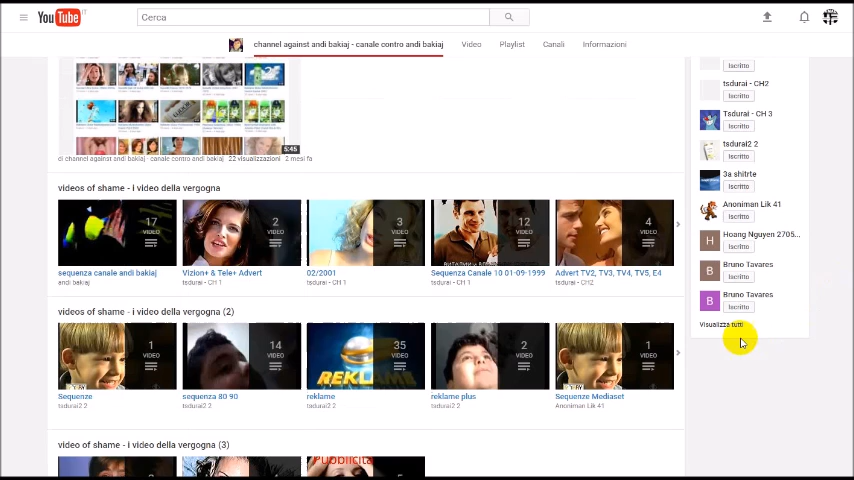 YouTube IT
Cerca
channel against andi bakiaj - canale contro andi bakiaj
Video
Playlist
Canali
Informazioni
5:45
di channel against andi bakiaj - canale contro andi bakiaj 22 visualizzazioni 2 mesi fa
videos of shame - i video della vergogna
17 VIDEO
2 VIDEO
3 VIDEO
12 VIDEO
4 VIDEO
sequenza canale andi bakiaj
Vizion+ & Tele+ Advert
02/2001
Sequenza Canale 10 01-09-1999
Advert TV2, TV3, TV4, TV5, E4
andi bakiaj
tsdurai - CH 1
tsdurai - CH 1
tsdurai - CH 1
tsdurai - CH2
videos of shame - i video della vergogna (2)
1 VIDEO
14 VIDEO
REKLAME
35 VIDEO
2 VIDEO
1 VIDEO
Sequenze
sequenza 80 90
reklame
reklame plus
Sequenze Mediaset
tsdurai2 2
tsdurai2 2
tsdurai2 2
tsdurai2 2
Anoniman Lik 41
video of shame - i video della vergogna (3)
Pubblicità
Iscritto
tsdurai - CH2
Iscritto
Tsdurai - CH 3
Iscritto
tsdurai2 2
Iscritto
3a shitrte
Iscritto
Anoniman Lik 41
Iscritto
H
Hoang Nguyen 2705...
Iscritto
B
Bruno Tavares
Iscritto
B
Bruno Tavares
Iscritto
Visualizza tutti